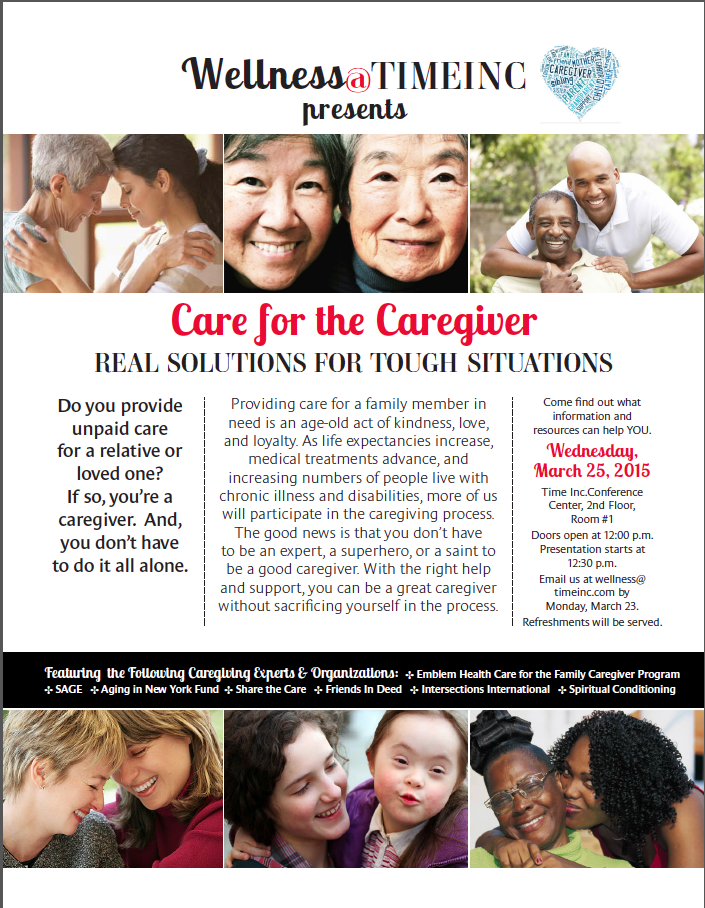 Wellness@TIMEINC
presents
FAMILY
friend MOTHER
CAREGIVER
sibling
PARENT
CHILD
FATHER
SUPPORT
Care for the Caregiver
REAL SOLUTIONS FOR TOUGH SITUATIONS
Do you provide
unpaid care
for a relative or
loved one?
If so, you're a
caregiver. And,
you don't have
to do it all alone.
Providing care for a family member in
need is an age-old act of kindness, love,
and loyalty. As life expectancies increase,
medical treatments advance, and
increasing numbers of people live with
chronic illness and disabilities, more of us
will participate in the caregiving process.
The good news is that you don't have
to be an expert, a superhero, or a saint to
be a good caregiver. With the right help
and support, you can be a great caregiver
without sacrificing yourself in the process.
Come find out what
information and
resources can help YOU.
Wednesday,
March 25, 2015
Time Inc.Conference
Center, 2nd Floor,
Room #1
Doors open at 12:00 p.m.
Presentation starts at
12:30 p.m.
Email us at wellness@
timeinc.com by
Monday, March 23.
Refreshments will be served.
Featuring the Following Caregiving Experts & Organizations: ✣ Emblem Health Care for the Family Caregiver Program
✣ SAGE ✣ Aging in New York Fund ✣ Share the Care ✣ Friends In Deed ✣ Intersections International ✣ Spiritual Conditioning